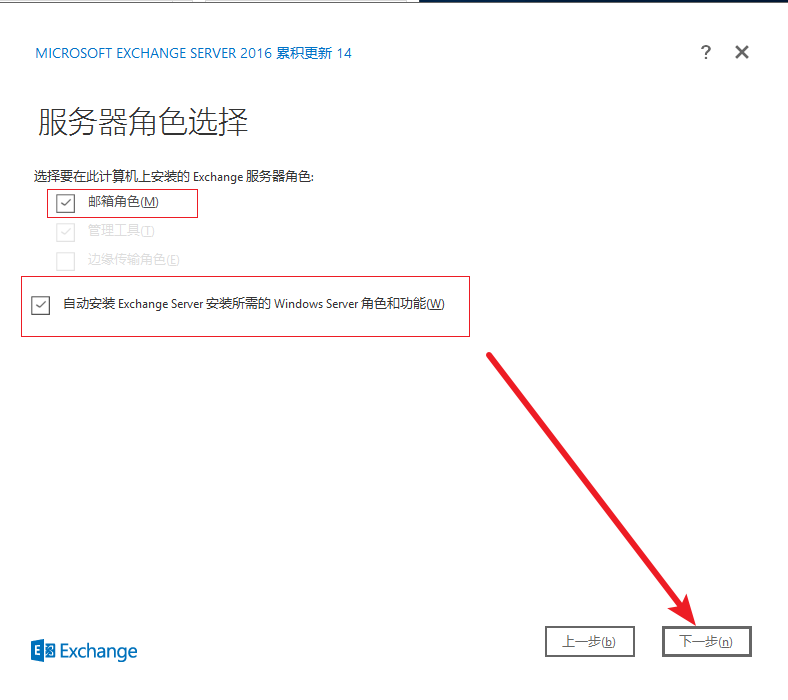 MICROSOFT EXCHANGE SERVER 2016 累积更新 14
?
服务器角色选择
选择要在此计算机上安装的 Exchange 服务器角色:
邮箱角色(M)
管理工具(T)
边缘传输角色(E)
自动安装 Exchange Server 安装所需的 Windows Server 角色和功能(W)
E Exchange
上一步(b) 下一步(n)